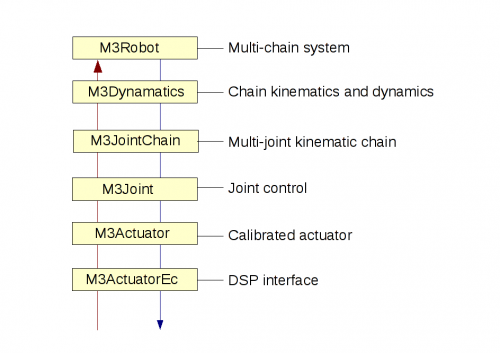 M3Robot Multi-chain system
M3Dynamatics Chain kinematics and dynamics
M3JointChain Multi-joint kinematic chain
M3Joint Joint control
M3Actuator Calibrated actuator
M3ActuatorEc DSP interface